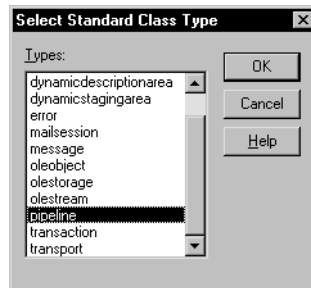 Select Standard Class Type
Types:
dynamicdescriptionarea
dynamicstagingarea
error
mailsession
message
oleobject
olestorage
olestream
pipeline
transaction
transport
OK
Cancel
Help